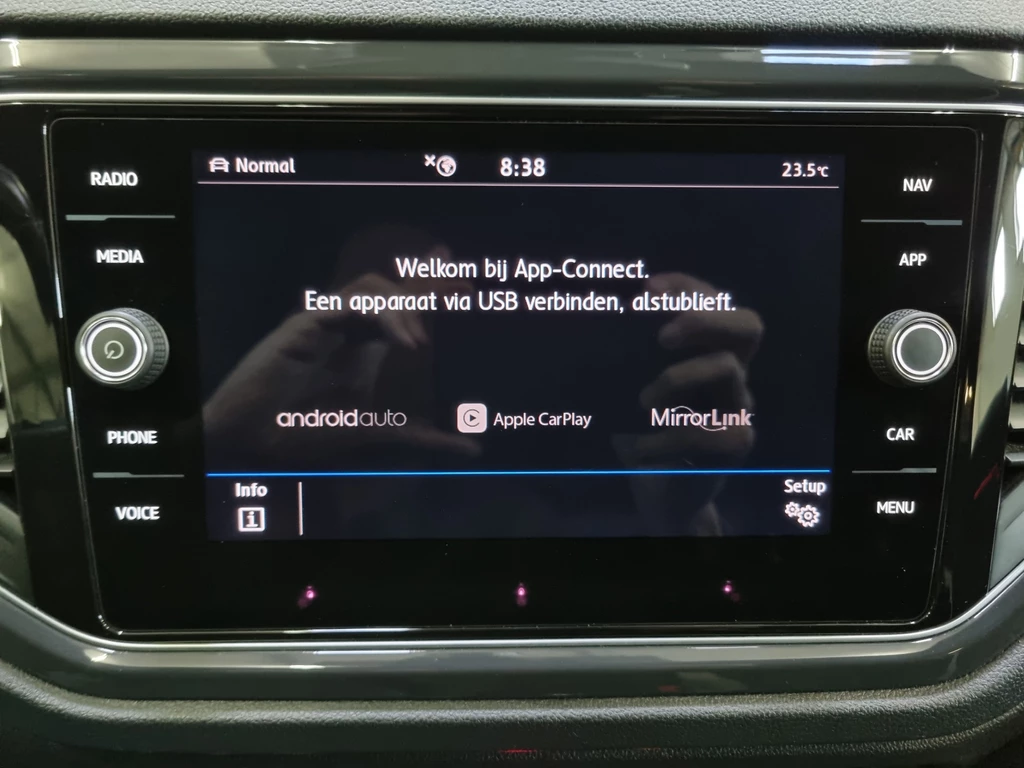 RADIO
MEDIA
PHONE
VOICE
Normal
8:38
23.5°C
Welkom bij App-Connect.
Een apparaat via USB verbinden, alstublieft.
androidauto
Apple CarPlay
MirrorLink
Info
Setup
NAV
APP
CAR
MENU